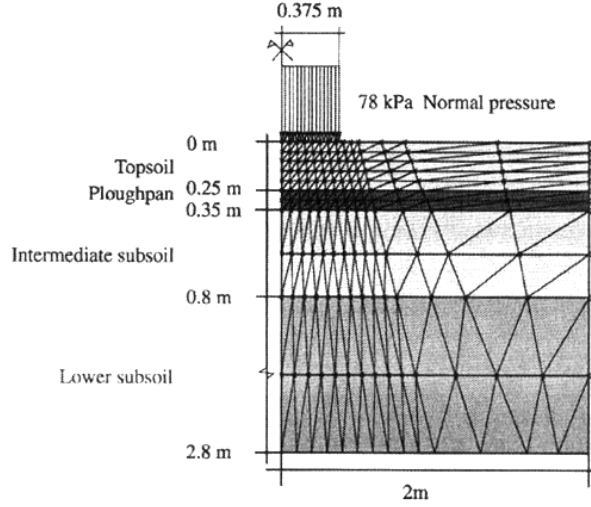 0.375 m
78 kPa Normal pressure
0 m
Topsoil
0.25 m
Ploughpan
0.35 m
Intermediate subsoil
0.8 m
Lower subsoil
2.8 m
2m